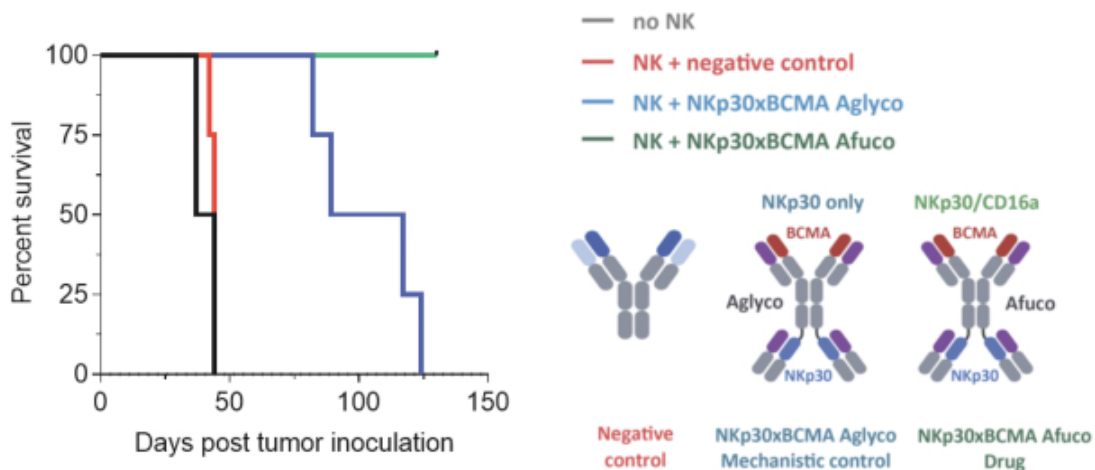 no NK
NK + negative control
NK + NKp30xBCMA Aglyco
NK + NKp30xBCMA Afuco
Percent survival
100
75
50
25
0
0
50
100
150
Days post tumor inoculation
NKp30 only
NKp30/CD16a
BCMA
BCMA
Aglyco
Afuco
NKp30
NKp30
Negative
control
NKp30xBCMA Aglyco
Mechanistic control
NKp30xBCMA Afuco
Drug